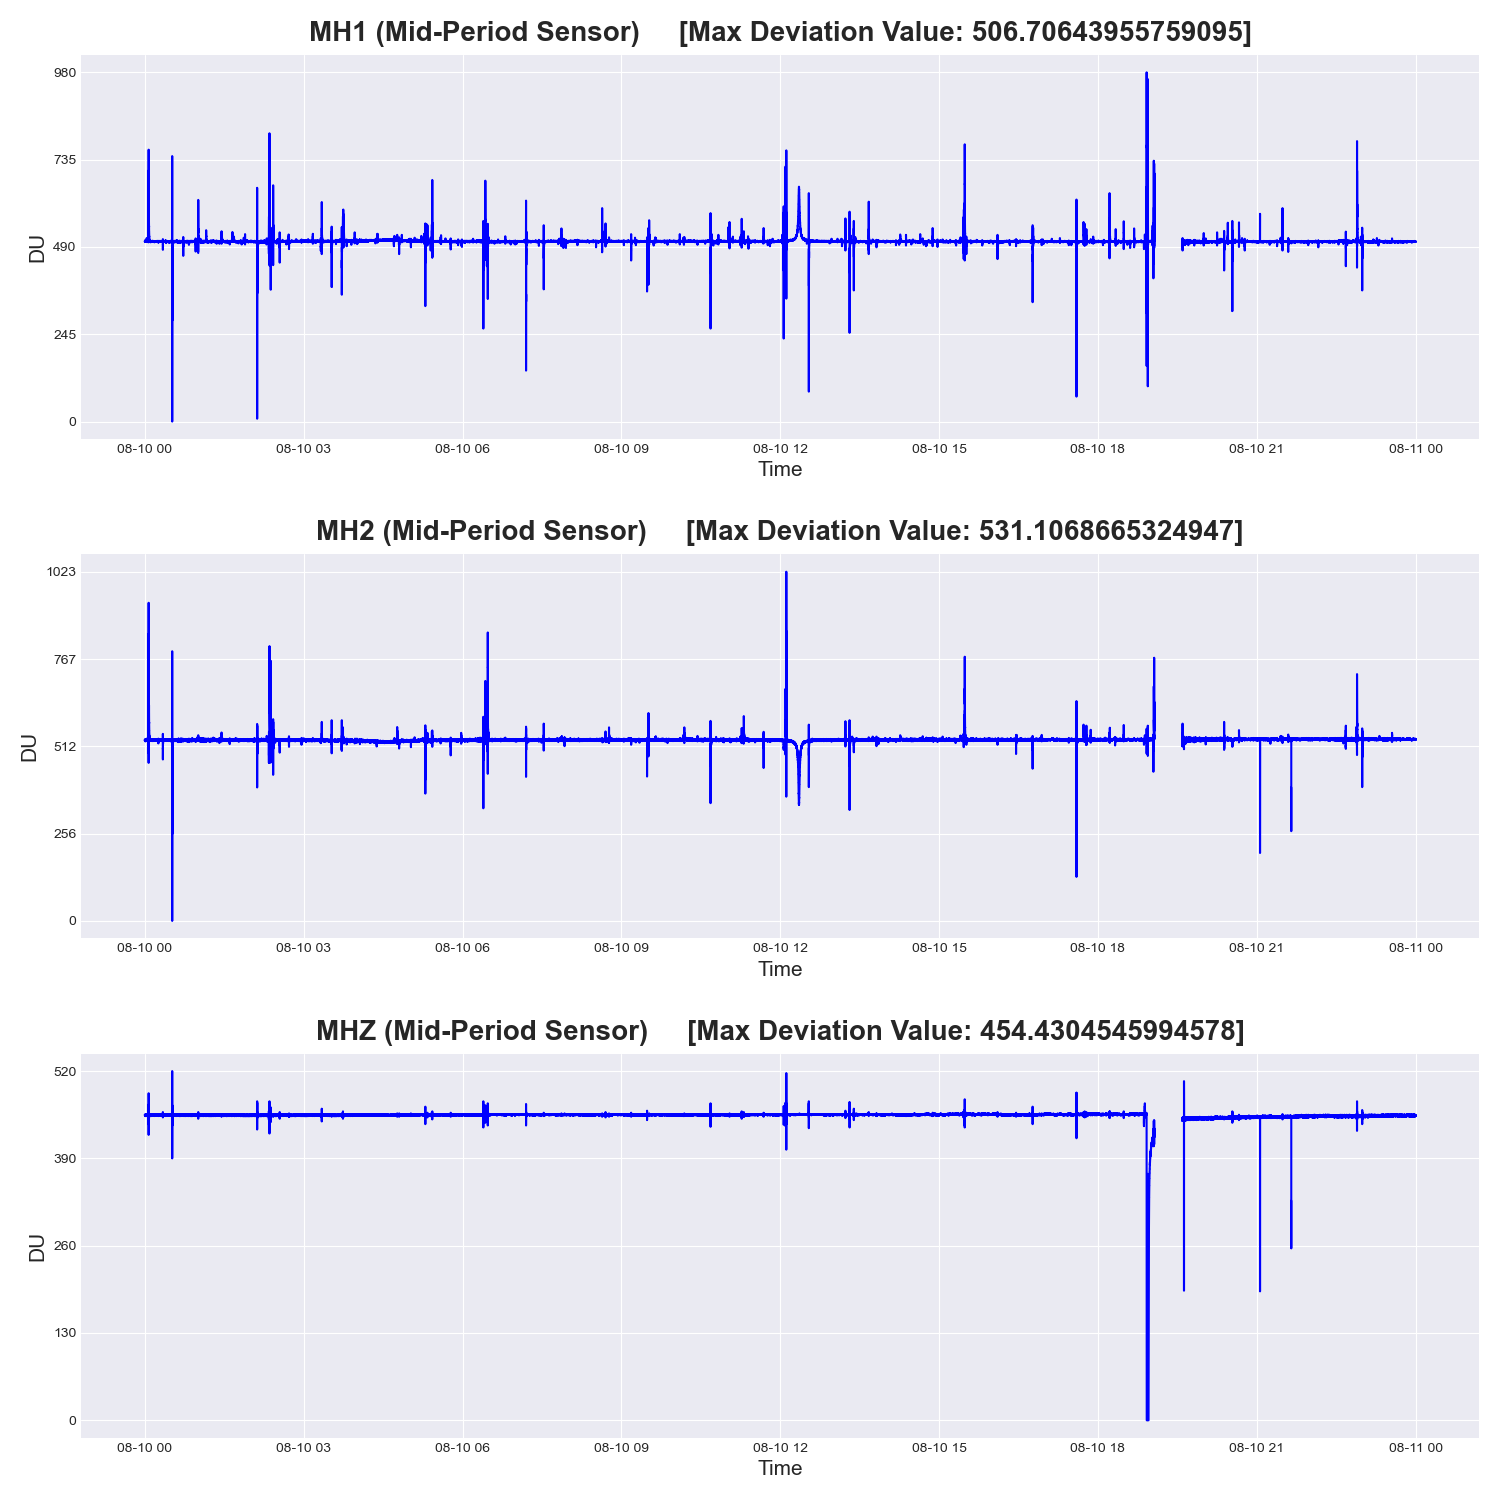 MH1 (Mid-Period Sensor) [Max Deviation Value: 506.70643955759095]
980
735
490
245
0
DU
08-10 00 08-10 03 08-10 06 08-10 09 08-10 12 08-10 15 08-10 18 08-10 21 08-11 00
Time
MH2 (Mid-Period Sensor) [Max Deviation Value: 531.1068665324947]
1023
767
512
256
0
DU
08-10 00 08-10 03 08-10 06 08-10 09 08-10 12 08-10 15 08-10 18 08-10 21 08-11 00
Time
MHZ (Mid-Period Sensor) [Max Deviation Value: 454.4304545994578]
520
390
260
130
0
DU
08-10 00 08-10 03 08-10 06 08-10 09 08-10 12 08-10 15 08-10 18 08-10 21 08-11 00
Time